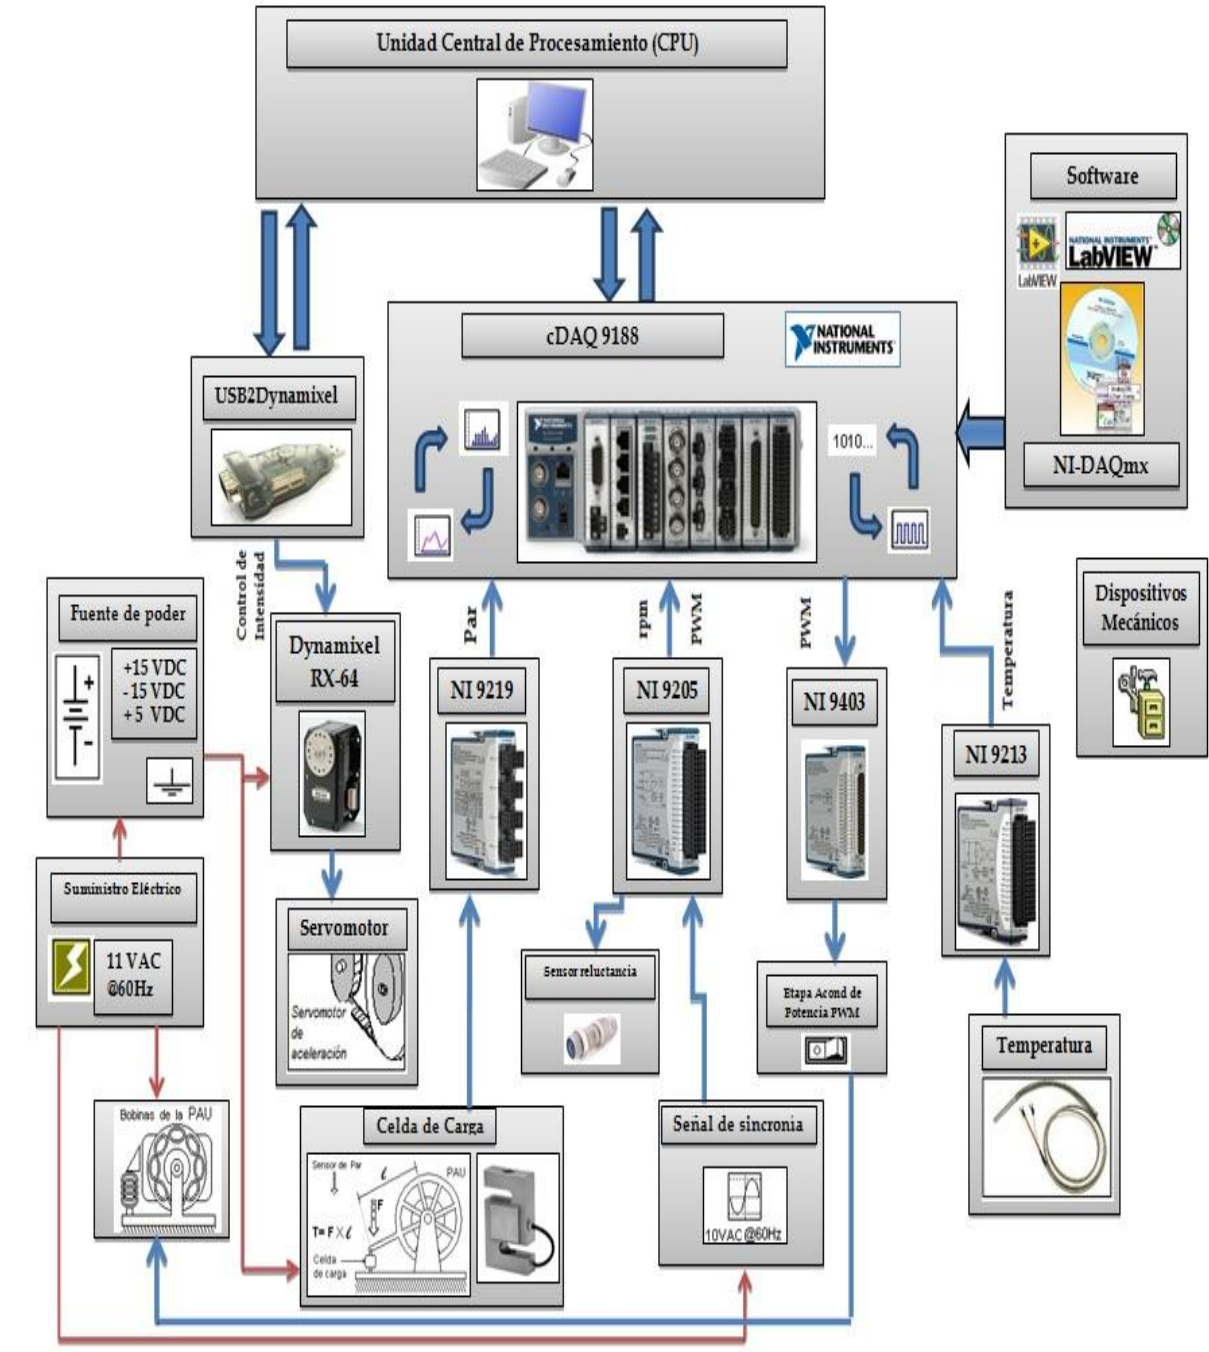 Unidad Central de Procesamiento (CPU)
Software
LabVIEW
NATIONAL INSTRUMENTS
LabVIEW
NI-DAQmx
cDAQ 9188
NATIONAL
INSTRUMENTS
1010...
USB2Dynamixel
Control de
Intensidad
Par
rpm
PWM
PWM
Temperatura
Dispositivos
Mecánicos
Fuente de poder
+15 VDC
-15 VDC
+5 VDC
+
-
Dynamixel
RX-64
NI 9219
NI 9205
NI 9403
NI 9213
Suministro Eléctrico
11 VAC
@60Hz
Servomotor
Servomotor
de
aceleración
Sensor reluctancia
Etapa Acond de
Potencia PWM
Temperatura
Bobinas de la PAU
Celda de Carga
Sensor de Par
ℓ
PAU
F
T= F X ℓ
Celda
de carga
Señal de sincronia
10VAC @60Hz